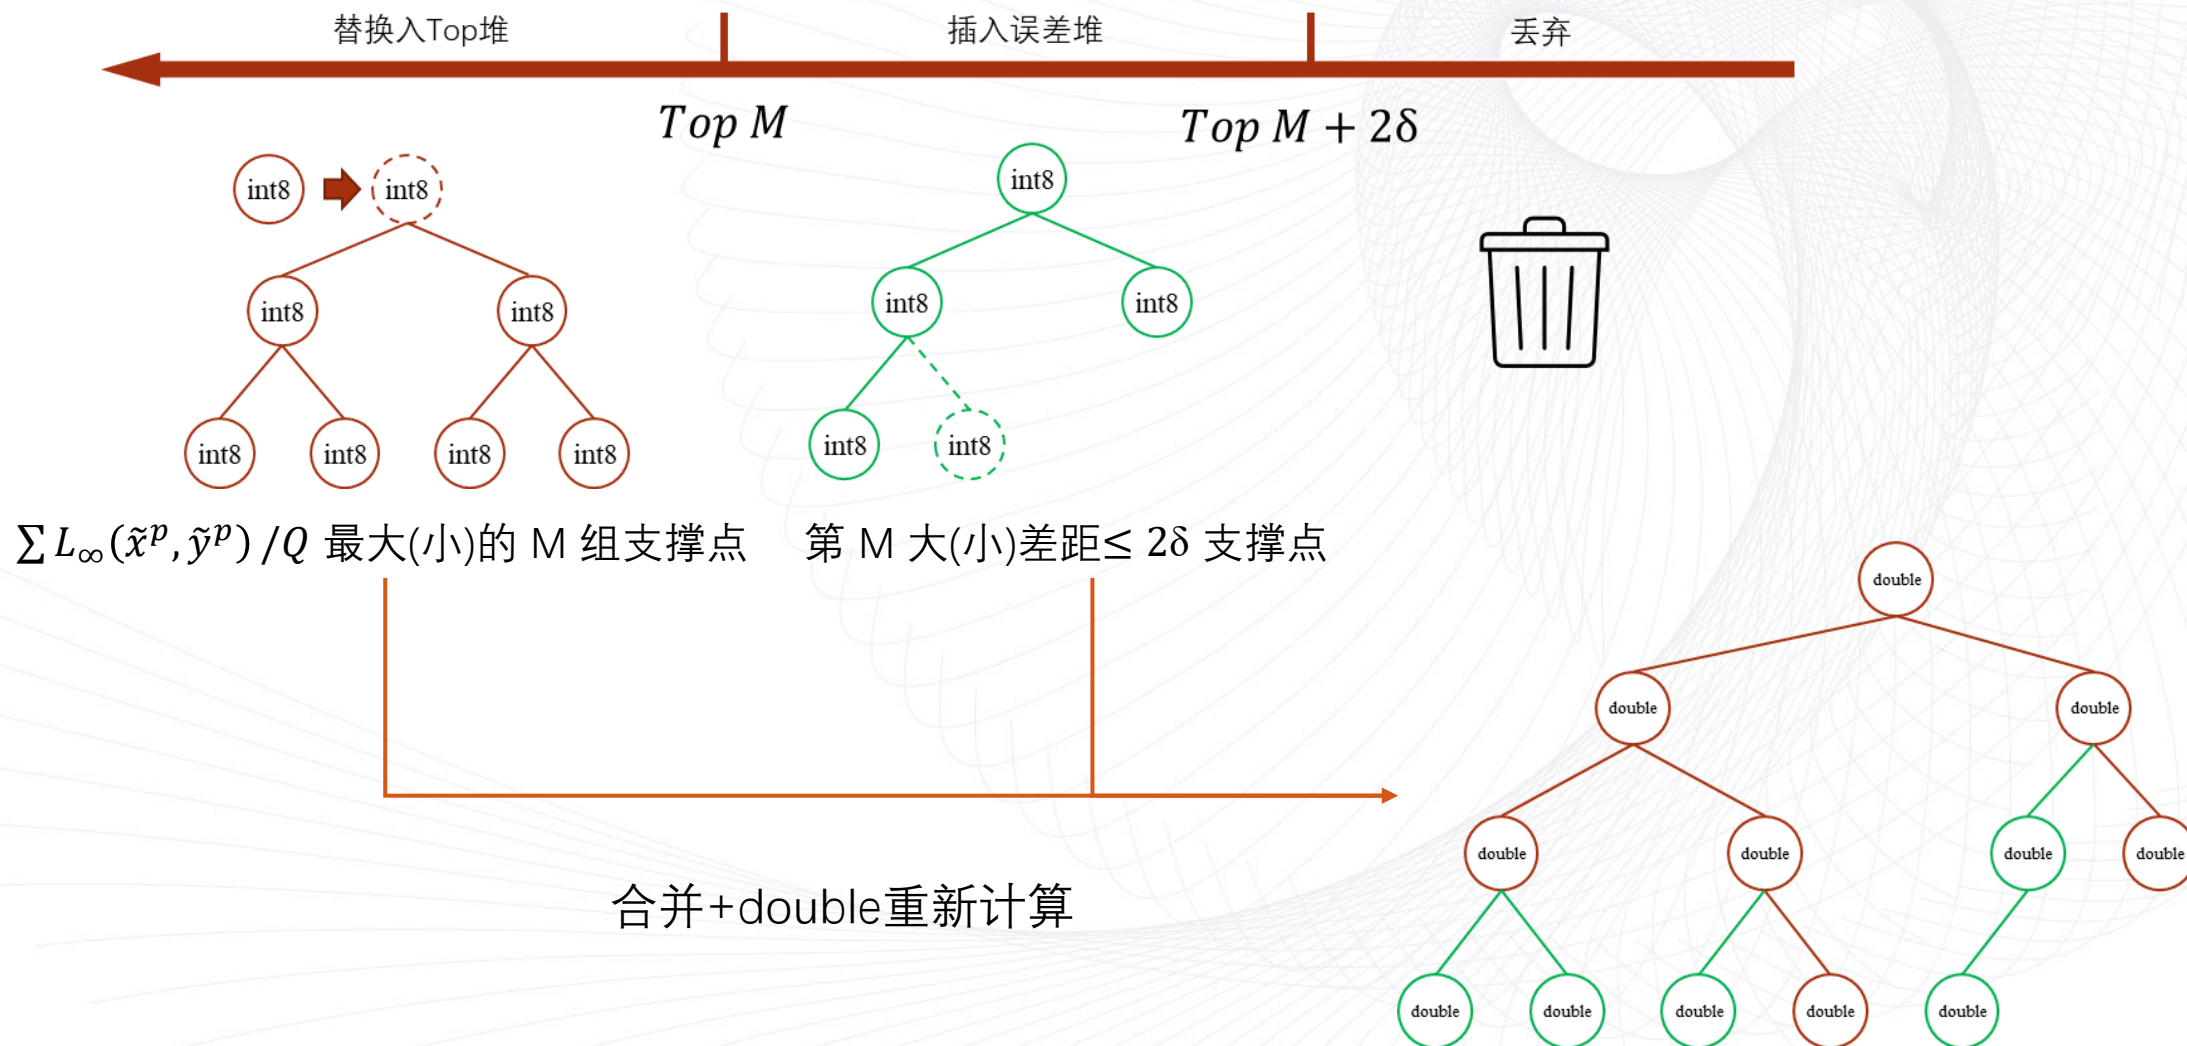 替换入Top堆
插入误差堆
丢弃
Top M
Top M + 2δ
int8
int8
int8
int8
int8
int8
int8
int8
int8
int8
int8
int8
int8
∑ L∞(x̃ᵖ, ỹᵖ) /Q 最大(小)的 M 组支撑点
第 M 大(小)差距≤ 2δ 支撑点
double
double
double
double
double
double
double
合并+double重新计算
double
double
double
double
double